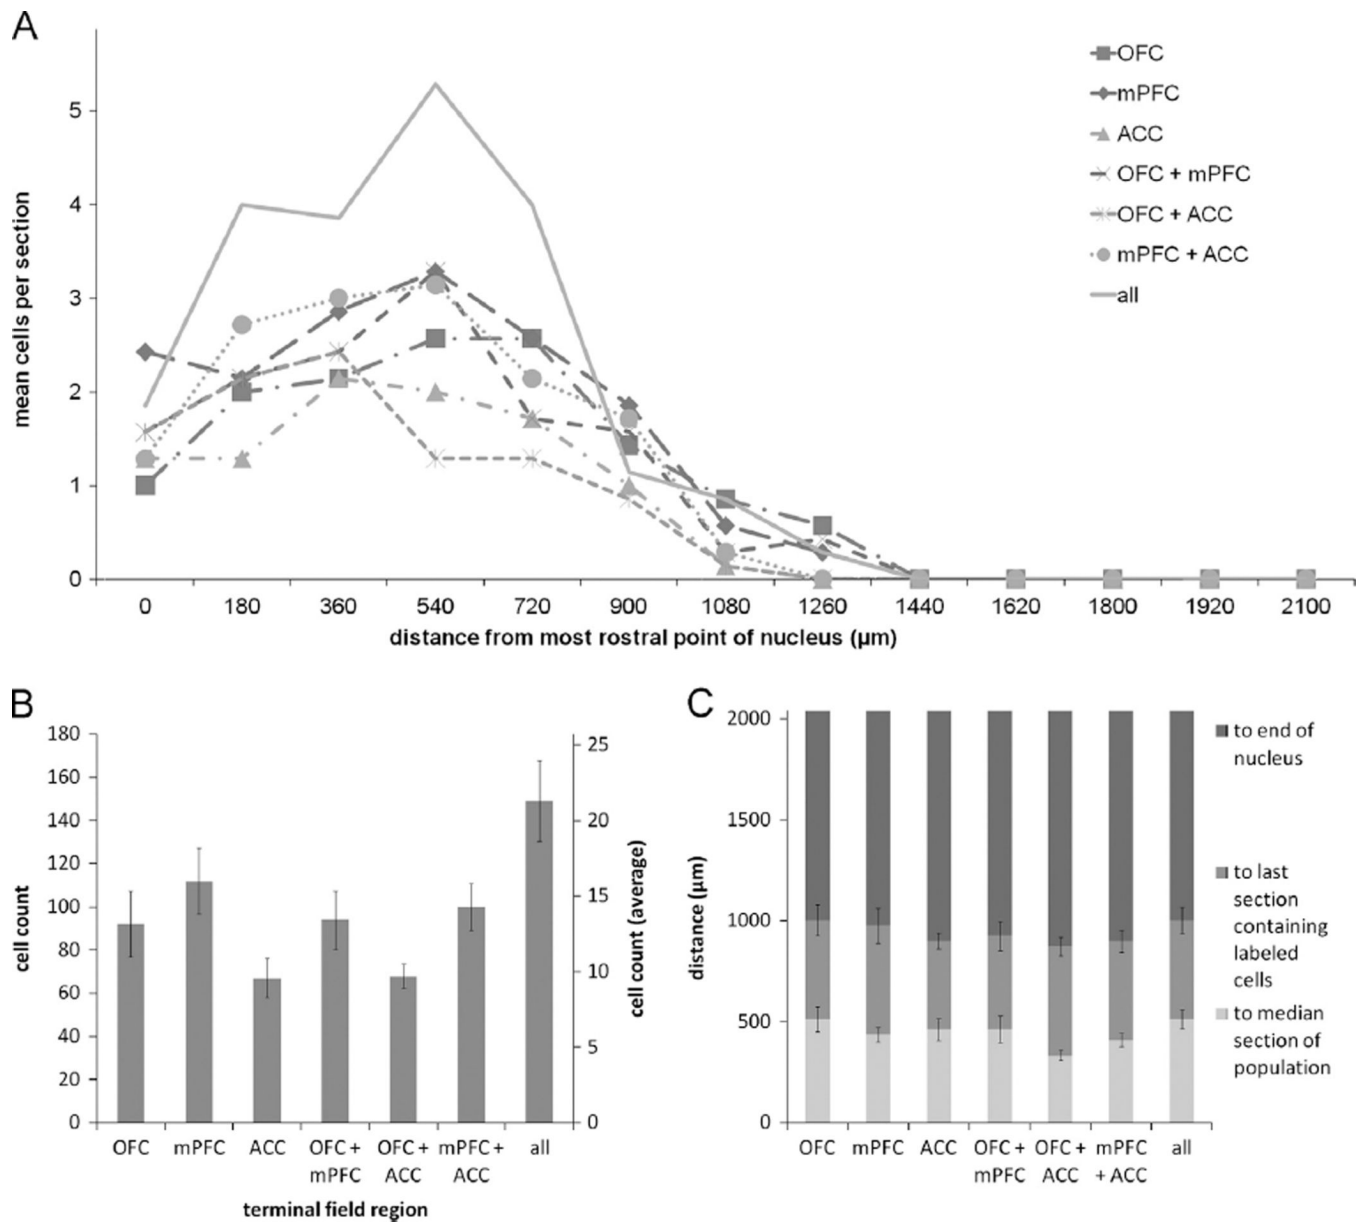 A
OFC
mPFC
ACC
OFC + mPFC
OFC + ACC
mPFC + ACC
all
mean cells per section
5
4
3
2
1
0
0 180 360 540 720 900 1080 1260 1440 1620 1800 1920 2100
distance from most rostral point of nucleus (µm)
B
180
160
140
120
100
80
60
40
20
0
cell count
25
20
15
10
5
0
cell count (average)
OFC mPFC ACC OFC + OFC + mPFC + all
mPFC ACC ACC
terminal field region
C
2000
1500
1000
500
0
distance (µm)
OFC mPFC ACC OFC + OFC + mPFC all
mPFC ACC + ACC
to end of
nucleus
to last
section
containing
labeled
cells
to median
section of
population